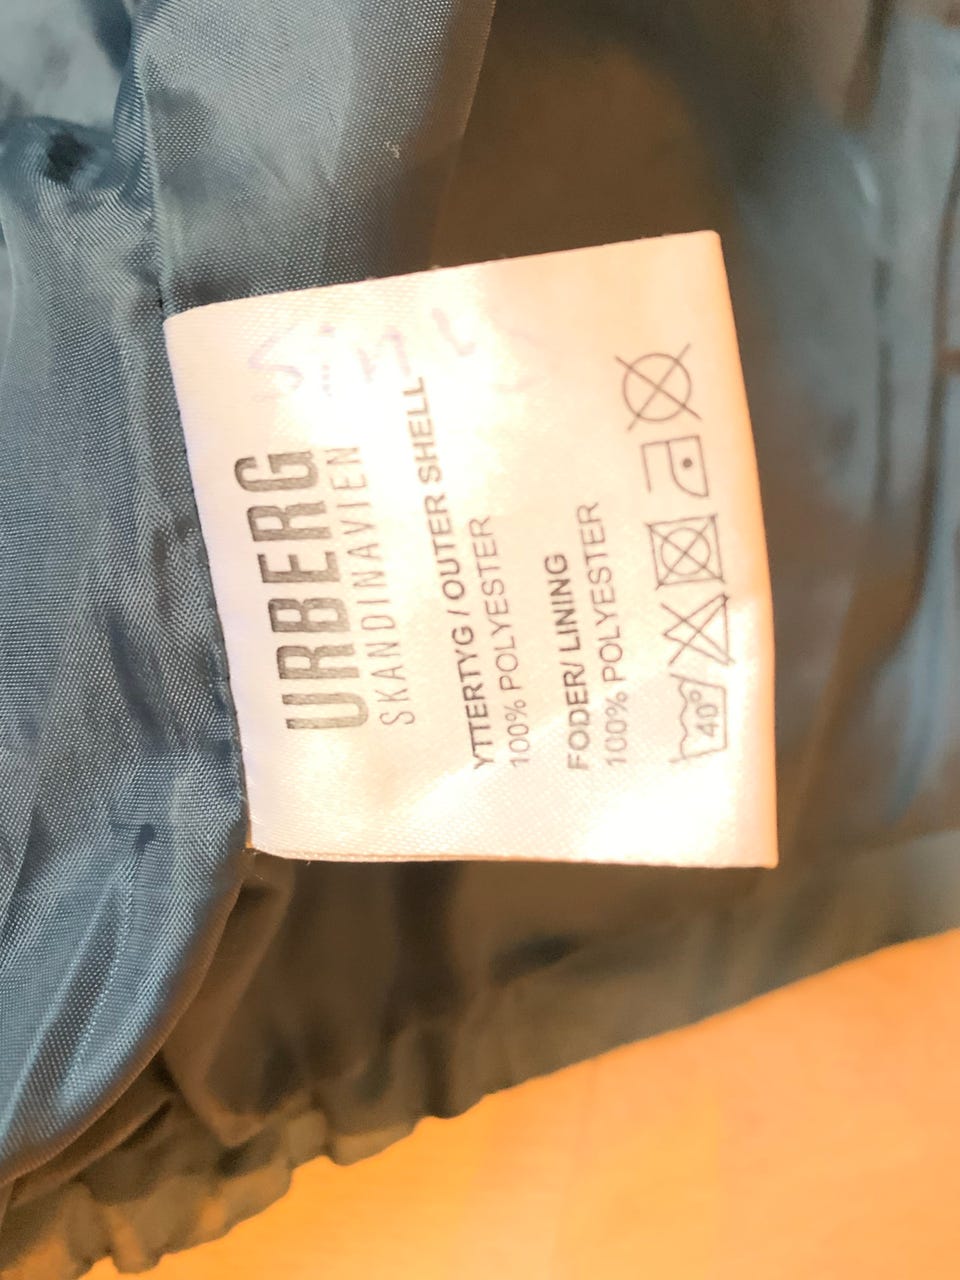 URBERG
SKANDINAVIEN
YTTERTYG / OUTER SHELL
100% POLYESTER
FODER/ LINING
100% POLYESTER
40°